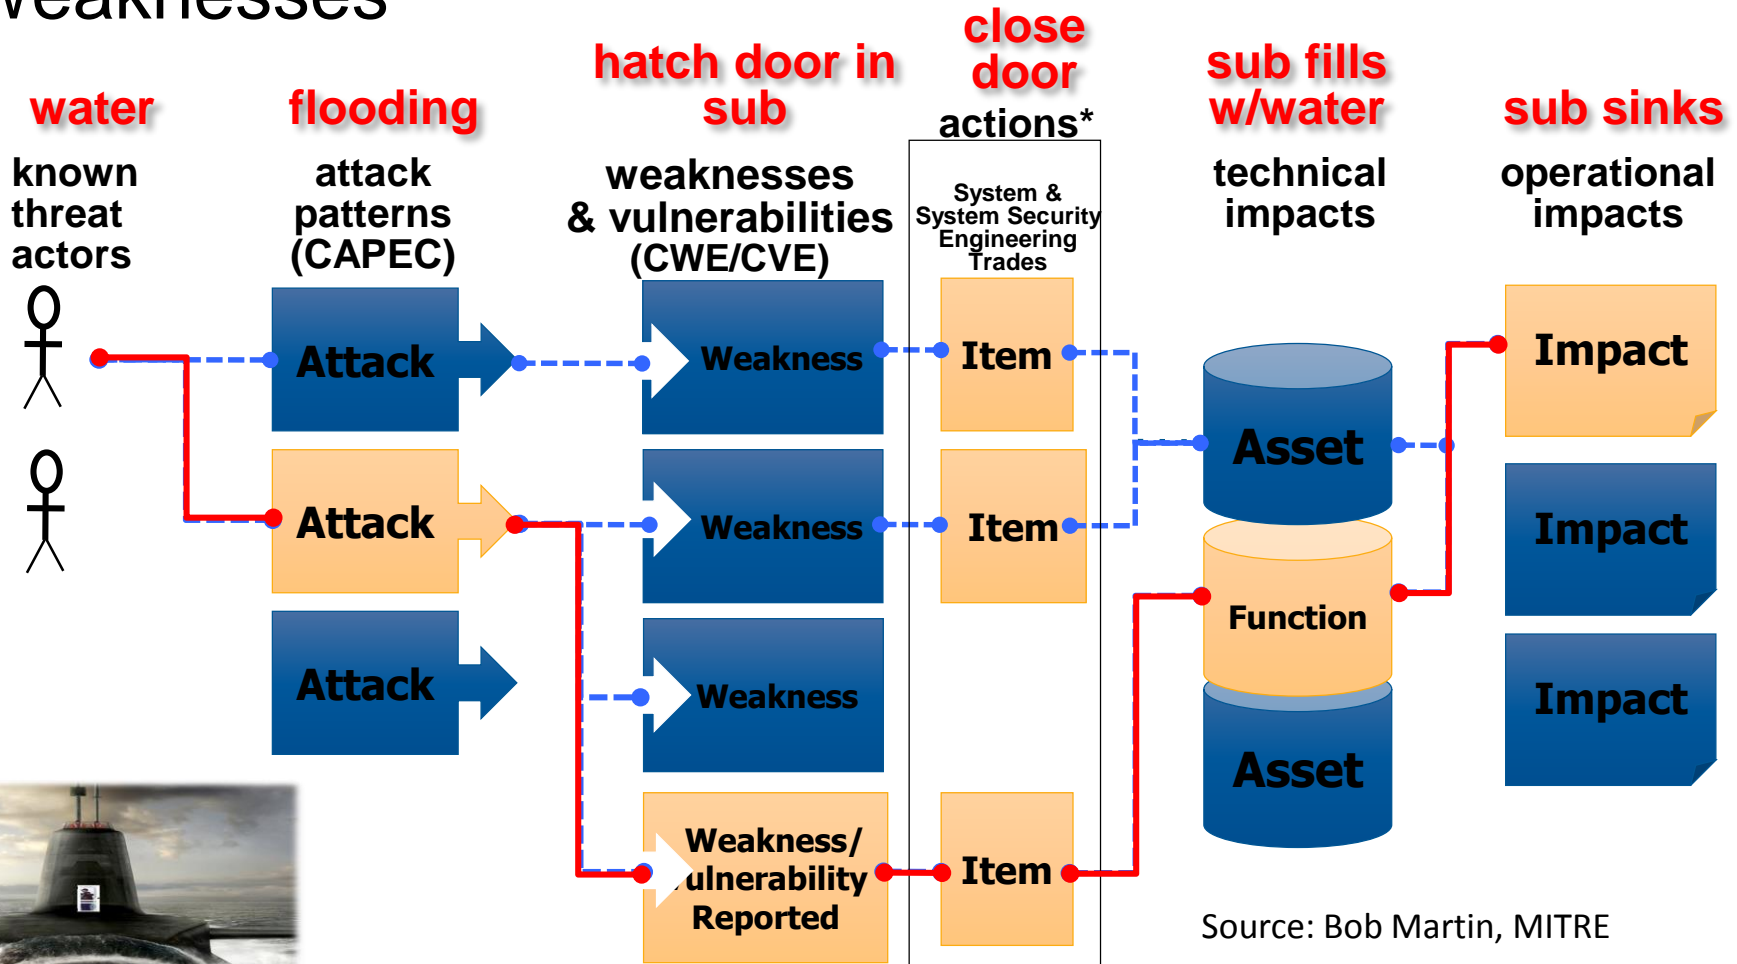 weaknesses
water
flooding
hatch door in
sub
close
door
sub fills
w/water
sub sinks
known
threat
actors
attack
patterns
(CAPEC)
weaknesses
& vulnerabilities
(CWE/CVE)
actions*
System &
System Security
Engineering
Trades
technical
impacts
operational
impacts
Attack
Weakness
Item
Asset
Impact
Attack
Weakness
Item
Function
Impact
Attack
Weakness
Asset
Impact
Weakness/
vulnerability
Reported
Item
Source: Bob Martin, MITRE